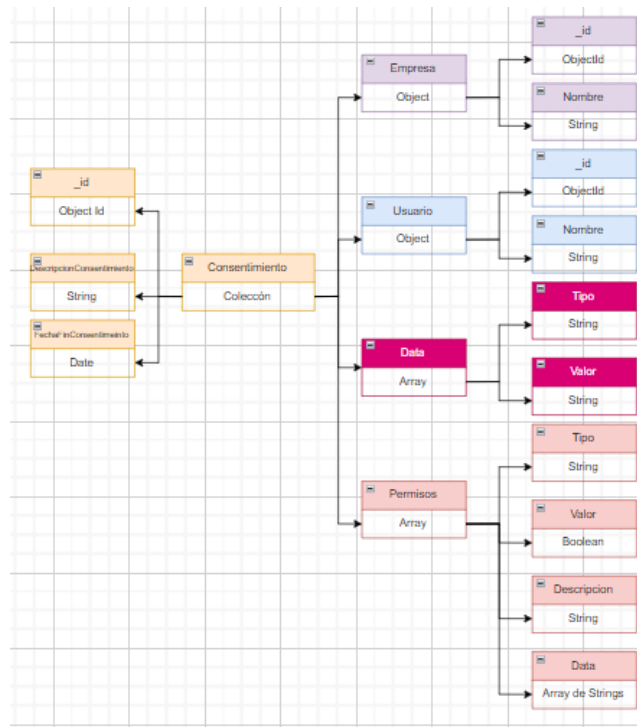 _id
ObjectId
Empresa
Object
Nombre
String
_id
ObjectId
Usuario
Object
Nombre
String
_id
Object Id
DescripcionConsentimiento
String
FechaFinConsentimeinto
Date
Consentimiento
Coleccón
Tipo
String
Data
Array
Valor
String
Tipo
String
Permisos
Array
Valor
Boolean
Descripcion
String
Data
Array de Strings